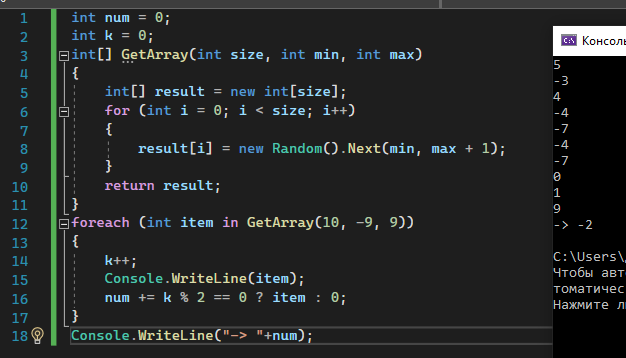 1 int num = 0;
2 int k = 0;
3 int[] GetArray(int size, int min, int max)
4 {
5 int[] result = new int[size];
6 for (int i = 0; i < size; i++)
7 {
8 result[i] = new Random().Next(min, max + 1);
9 }
10 return result;
11 }
12 foreach (int item in GetArray(10, -9, 9))
13 {
14 k++;
15 Console.WriteLine(item);
16 num += k % 2 == 0 ? item : 0;
17 }
18 Console.WriteLine("-> "+num);
C:\ Консоль
5
-3
4
-4
-7
-4
-7
0
1
9
-> -2
C:\Users\
Чтобы авт
томатичес
Нажмите л